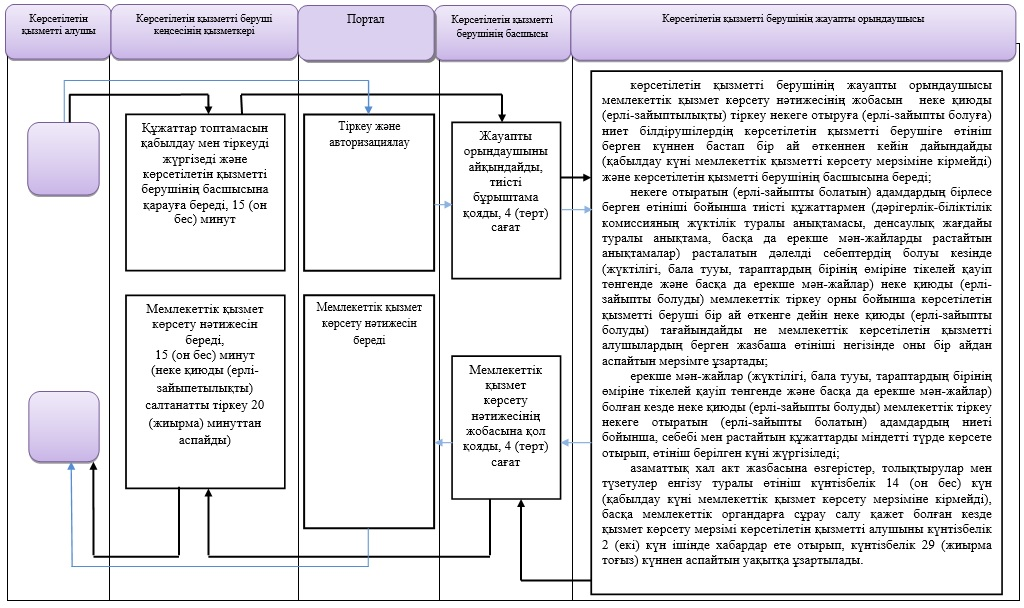 Көрсетілетін
қызметті алушы
Көрсетілетін қызметті беруші
кеңсесінің қызметкері
Портал
Көрсетілетін қызметті
берушінің басшысы
Көрсетілетін қызметті берушінің жауапты орындаушысы
Құжаттар топтамасын
қабылдау мен тіркеуді
жүргізеді және
көрсетілетін қызметті
берушінің басшысына
қарауға береді, 15 (он
бес) минут
Тіркеу және
авторизациялау
Жауапты
орындаушыны
айқындайды,
тиісті
бұрыштама
қояды, 4 (төрт)
сағат
көрсетілетін қызметті берушінің жауапты орындаушысы
мемлекеттік қызмет көрсету нәтижесінің жобасын неке қиюды
(ерлі-зайыптылықты) тіркеу некеге отыруға (ерлі-зайыпты болуға)
ниет білдірушілердің көрсетілетін қызметті берушіге өтініш
берген күннен бастап бір ай өткеннен кейін дайындайды
(қабылдау күні мемлекеттік қызметті көрсету мерзіміне кірмейді)
және көрсетілетін қызметті берушінің басшысына береді;
некеге отыратын (ерлі-зайыпты болатын) адамдардың бірлесе
берген өтініші бойынша тиісті құжаттармен (дәрігерлік-біліктілік
комиссияның жүктілік туралы анықтамасы, денсаулық жағдайы
туралы анықтама, басқа да ерекше мән-жайларды растайтын
анықтамалар) расталатын дәлелді себептердің болуы кезінде
(жүктілігі, бала тууы, тараптардың бірінің өміріне тікелей қауіп
төнгенде және басқа да ерекше мән-жайлар) неке қиюды (ерлі-
зайыпты болуды) мемлекеттік тіркеу орны бойынша көрсетілетін
қызметті беруші бір ай өткенге дейін неке қиюды (ерлі-зайыпты
болуды) тағайындайды не мемлекеттік көрсетілетін қызметті
алушылардың берген жазбаша өтініші негізінде оны бір айдан
аспайтын мерзімге ұзартады;
ерекше мән-жайлар (жүктілігі, бала тууы, тараптардың бірінің
өміріне тікелей қауіп төнгенде және басқа да ерекше мән-жайлар)
болған кезде неке қиюды (ерлі-зайыпты болуды) мемлекеттік тіркеу
некеге отыратын (ерлі-зайыпты болатын) адамдардың ниеті
бойынша, себебі мен растайтын құжаттарды міндетті түрде көрсете
отырып, өтініш берілген күні жүргізіледі;
азаматтық хал акт жазбасына өзгерістер, толықтырулар мен
түзетулер енгізу туралы өтініш күнтізбелік 14 (он бес) күн
(қабылдау күні мемлекеттік қызмет көрсету мерзіміне кірмейді),
басқа мемлекеттік органдарға сұрау салу қажет болған кезде
қызмет көрсету мерзімі көрсетілетін қызметті алушыны күнтізбелік
2 (екі) күн ішінде хабардар ете отырып, күнтізбелік 29 (жиырма
тоғыз) күннен аспайтын уақытқа ұзартылады.
Мемлекеттік қызмет
көрсету нәтижесін
береді,
15 (он бес) минут
(неке қиюды (ерлі-
зайыпетылықты)
салтанатты тіркеу 20
(жиырма) минуттан
аспайды)
Мемлекеттік қызмет
көрсету нәтижесін
береді
Мемлекеттік
қызмет
көрсету
нәтижесінің
жобасына қол
қояды, 4 (төрт)
сағат